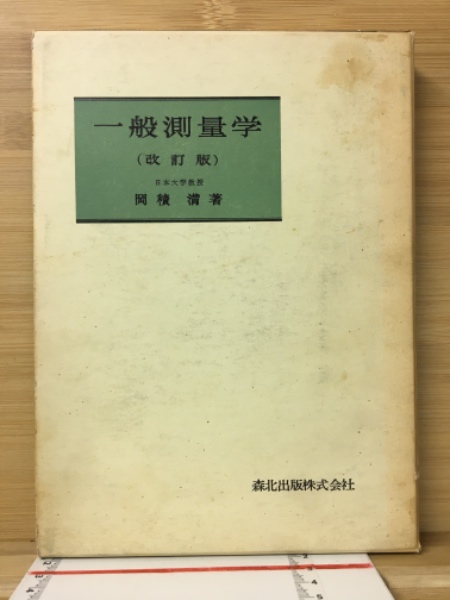 一般測量学
(改訂版)
日本大學教授
岡積 満著
森北出版株式会社